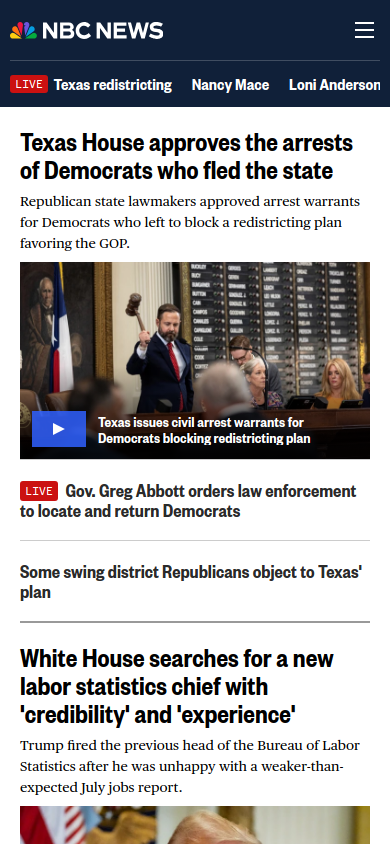 NBC NEWS
LIVE Texas redistricting Nancy Mace Loni Anderson
Texas House approves the arrests
of Democrats who fled the state
Republican state lawmakers approved arrest warrants
for Democrats who left to block a redistricting plan
favoring the GOP.
Texas issues civil arrest warrants for
Democrats blocking redistricting plan
LIVE Gov. Greg Abbott orders law enforcement
to locate and return Democrats
Some swing district Republicans object to Texas'
plan
White House searches for a new
labor statistics chief with
'credibility' and 'experience'
Trump fired the previous head of the Bureau of Labor
Statistics after he was unhappy with a weaker-than-
expected July jobs report.